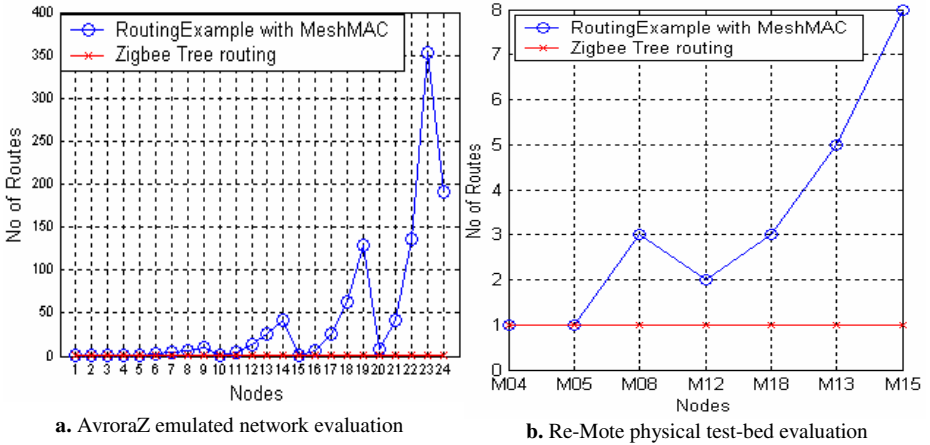 400
350
300
250
200
150
100
50
0
No of Routes
RoutingExample with MeshMAC
Zigbee Tree routing
1 2 3 4 5 6 7 8 9 10 11 12 13 14 15 16 17 18 19 20 21 22 23 24
Nodes
a. AvroraZ emulated network evaluation
8
7
6
5
4
3
2
1
0
No of Routes
RoutingExample with MeshMAC
Zigbee Tree routing
M04 M05 M08 M12 M18 M13 M15
Nodes
b. Re-Mote physical test-bed evaluation